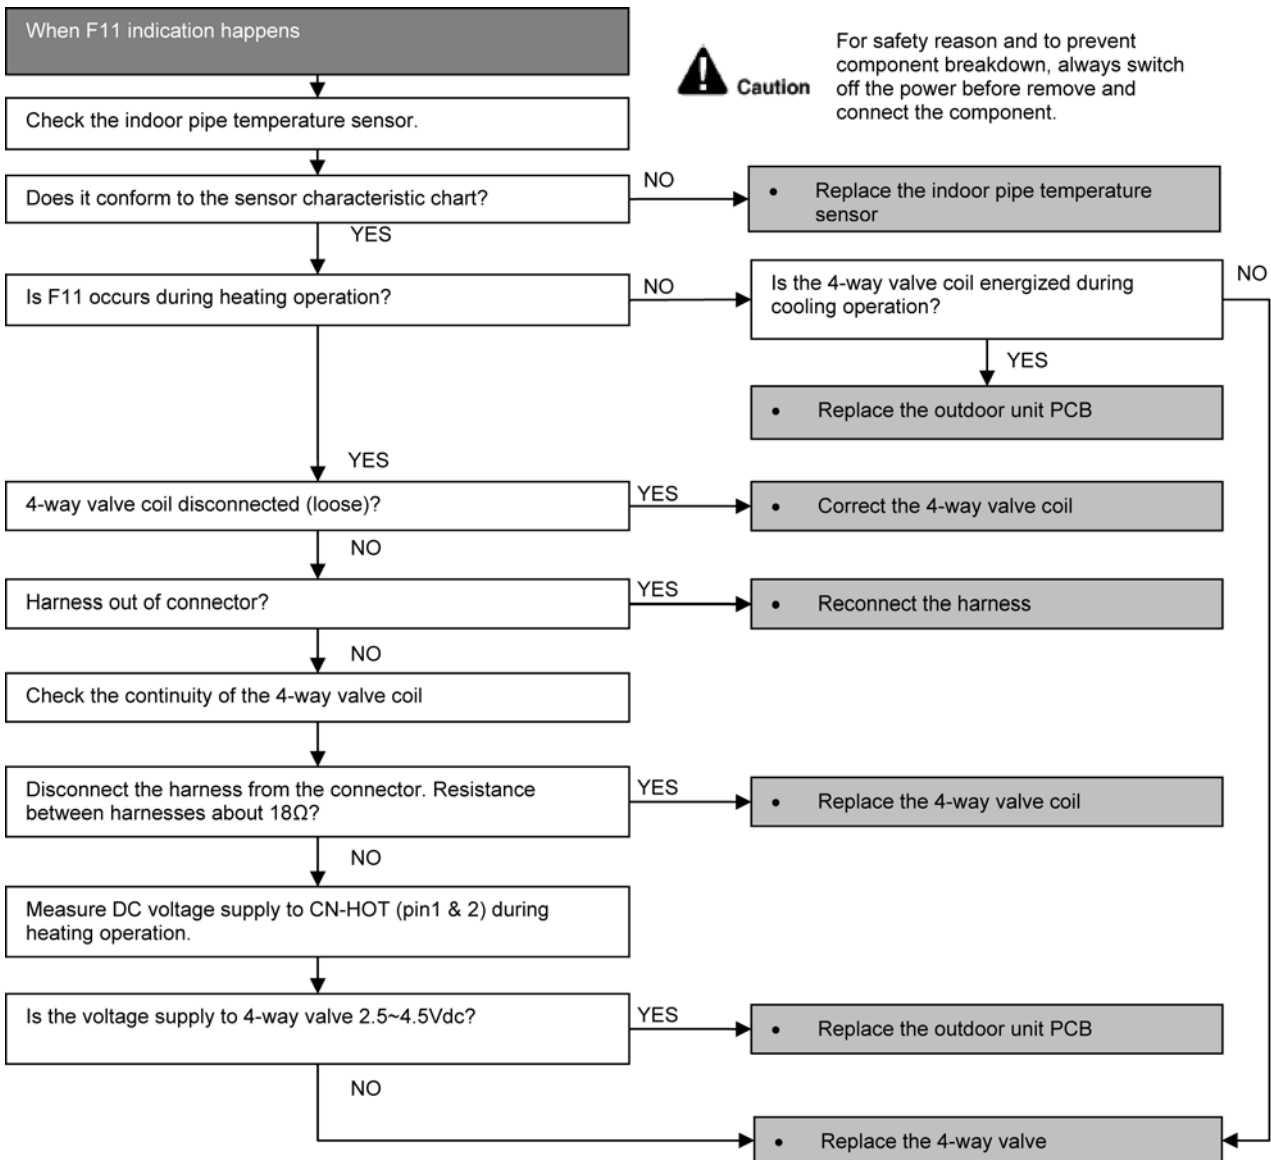 When F11 indication happens
Caution
For safety reason and to prevent
component breakdown, always switch
off the power before remove and
connect the component.
Check the indoor pipe temperature sensor.
Does it conform to the sensor characteristic chart?
NO
• Replace the indoor pipe temperature
sensor
YES
Is F11 occurs during heating operation?
NO
Is the 4-way valve coil energized during
cooling operation?
NO
YES
• Replace the outdoor unit PCB
YES
4-way valve coil disconnected (loose)?
YES
• Correct the 4-way valve coil
NO
Harness out of connector?
YES
• Reconnect the harness
NO
Check the continuity of the 4-way valve coil
Disconnect the harness from the connector. Resistance
between harnesses about 18Ω?
YES
• Replace the 4-way valve coil
NO
Measure DC voltage supply to CN-HOT (pin1 & 2) during
heating operation.
Is the voltage supply to 4-way valve 2.5~4.5Vdc?
YES
• Replace the outdoor unit PCB
NO
• Replace the 4-way valve